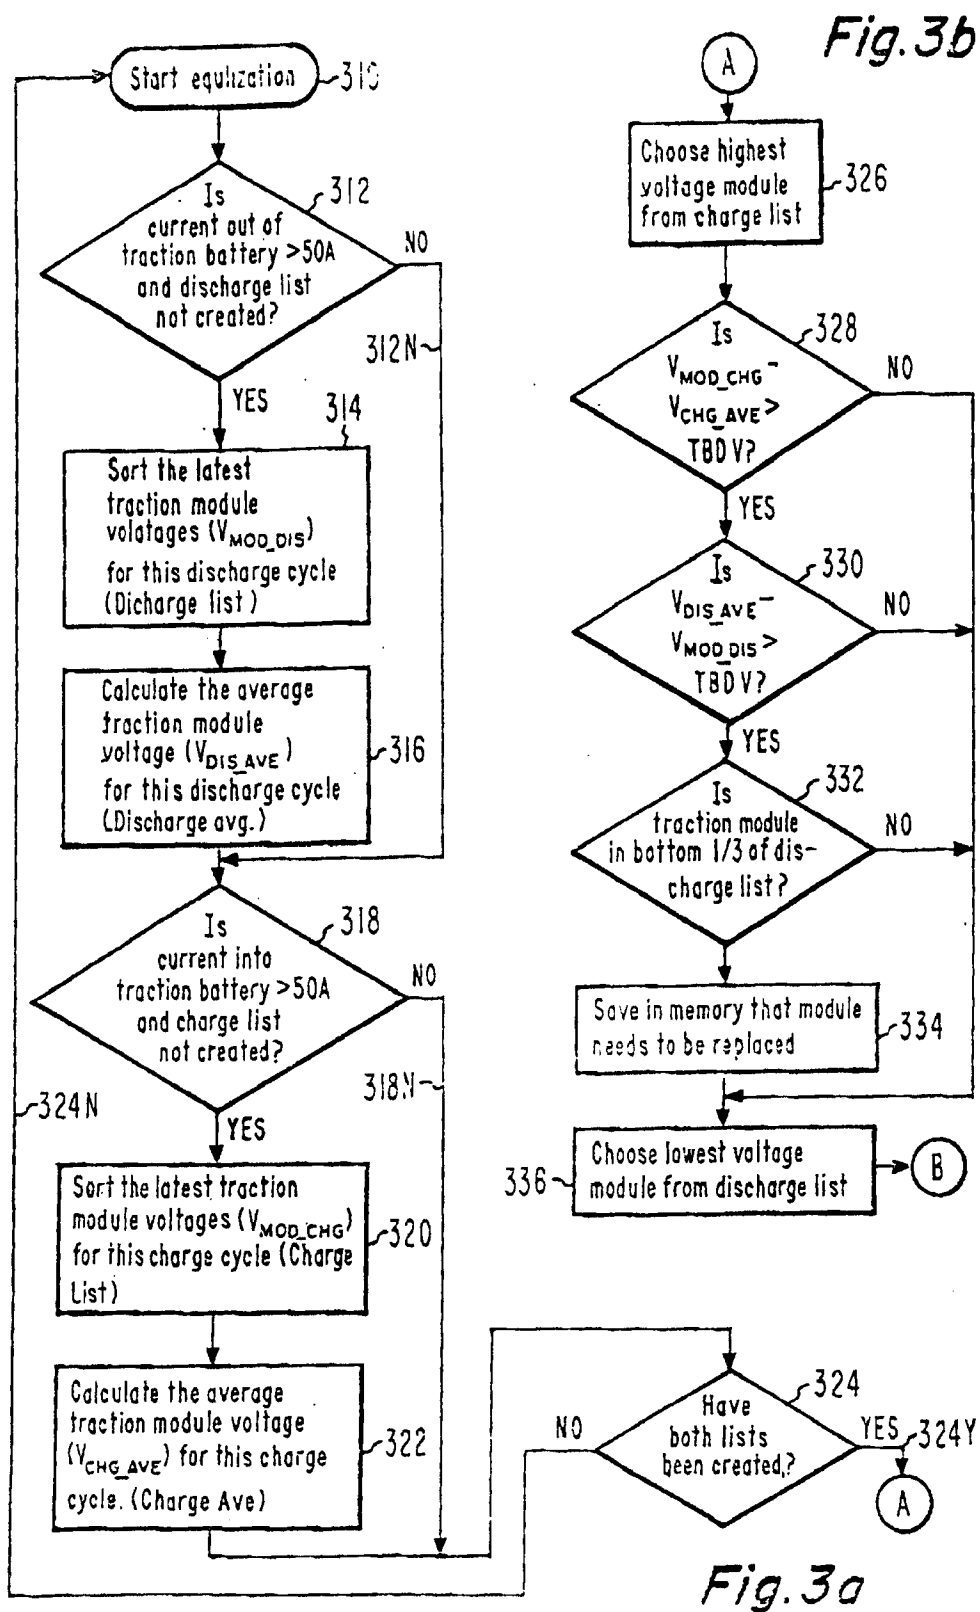 Start equlization
310
Is
current out of
traction battery >50A
and discharge list
not created?
312
NO
312N
YES
314
Sort the latest
traction module
volatages (V_MOD_DIS)
for this discharge cycle
(Dicharge list)
Calculate the average
traction module
voltage (V_DIS_AVE)
for this discharge cycle
(Discharge avg.)
316
Is
current into
traction battery >50A
and charge list
not created?
318
NO
318N
324N
YES
Sort the latest traction
module voltages (V_MOD_CHG)
for this charge cycle (Charge
List)
320
Calculate the average
traction module voltage
(V_CHG_AVE) for this charge
cycle. (Charge Ave)
322
Have
both lists
been created,?
324
NO
YES
324Y
A
Fig. 3a
Fig. 3b
A
Choose highest
voltage module
from charge list
326
Is
V_MOD_CHG –
V_CHG_AVE >
TBD V?
328
NO
YES
Is
V_DIS_AVE –
V_MOD_DIS >
TBD V?
330
NO
YES
Is
traction module
in bottom 1/3 of dis-
charge list?
332
NO
Save in memory that module
needs to be replaced
334
Choose lowest voltage
module from discharge list
336
B